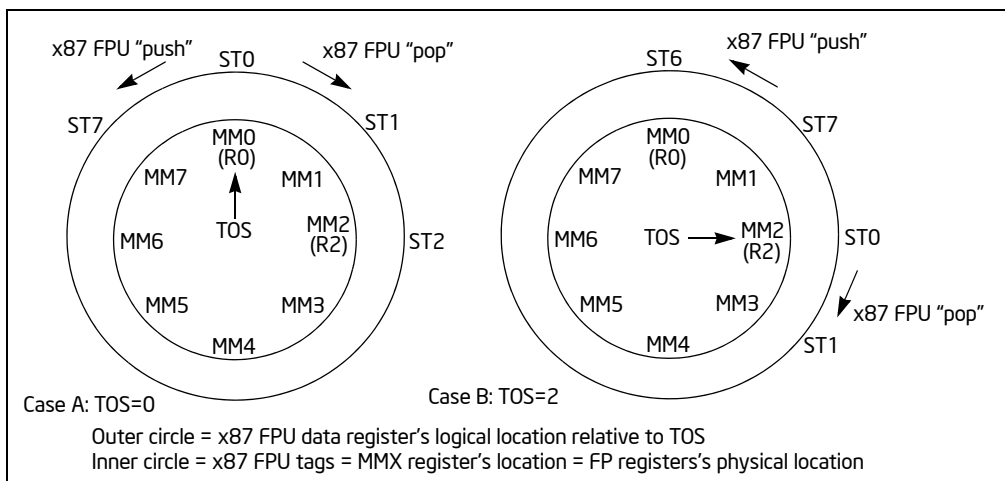 x87 FPU “push”
ST0
x87 FPU “pop”
ST7
ST1
MM0
(R0)
MM7
MM1
TOS
MM2
(R2)
ST2
MM6
MM5
MM3
MM4
Case A: TOS=0
ST6
x87 FPU “push”
ST7
MM0
(R0)
MM7
MM1
MM6
TOS
MM2
(R2)
ST0
MM5
MM3
x87 FPU “pop”
MM4
ST1
Case B: TOS=2
Outer circle = x87 FPU data register’s logical location relative to TOS
Inner circle = x87 FPU tags = MMX register’s location = FP registers’s physical location